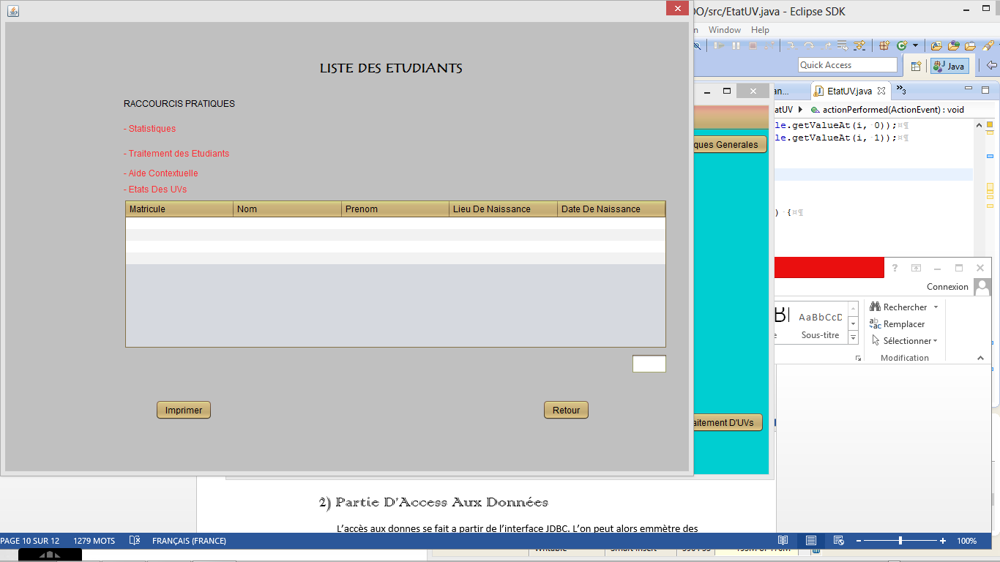 OO/src/EtatUV.java - Eclipse SDK
Window Help
Quick Access
Java
EtatUV.java
3
actionPerformed(ActionEvent) : void
le.getValueAt(i, 0));¤¶
le.getValueAt(i, 1));¤¶
) {¤¶
LISTE DES ETUDIANTS
RACCOURCIS PRATIQUES
- Statistiques
- Traitement des Etudiants
- Aide Contextuelle
- Etats Des UVs
Matricule Nom Prenom Lieu De Naissance Date De Naissance
Imprimer Retour
ques Generales
aitement D'UVs
Connexion
AaBbCcD
Sous-titre
Rechercher
Remplacer
Sélectionner
Modification
2) Partie D'Access Aux Données
L'accès aux donnes se fait a partir de l'interface JDBC. L'on peut alors emmètre des
PAGE 10 SUR 12 1279 MOTS FRANÇAIS (FRANCE) 100%